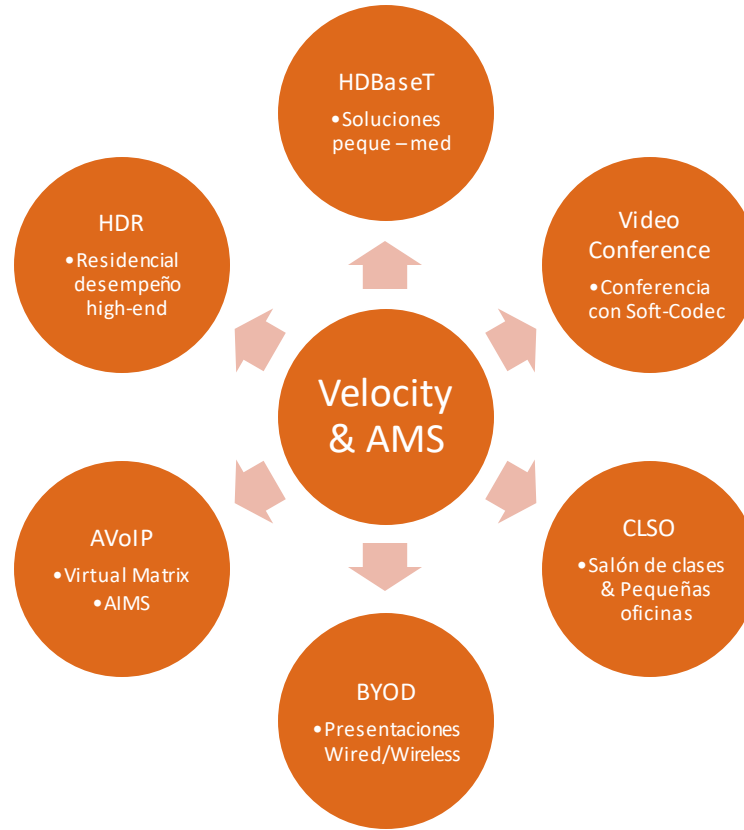 HDBaseT
•Soluciones
peque – med
Video
Conference
•Conferencia
con Soft-Codec
CLSO
•Salón de clases
& Pequeñas
oficinas
BYOD
•Presentaciones
Wired/Wireless
AVoIP
•Virtual Matrix
•AIMS
HDR
•Residencial
desempeño
high-end
Velocity
& AMS